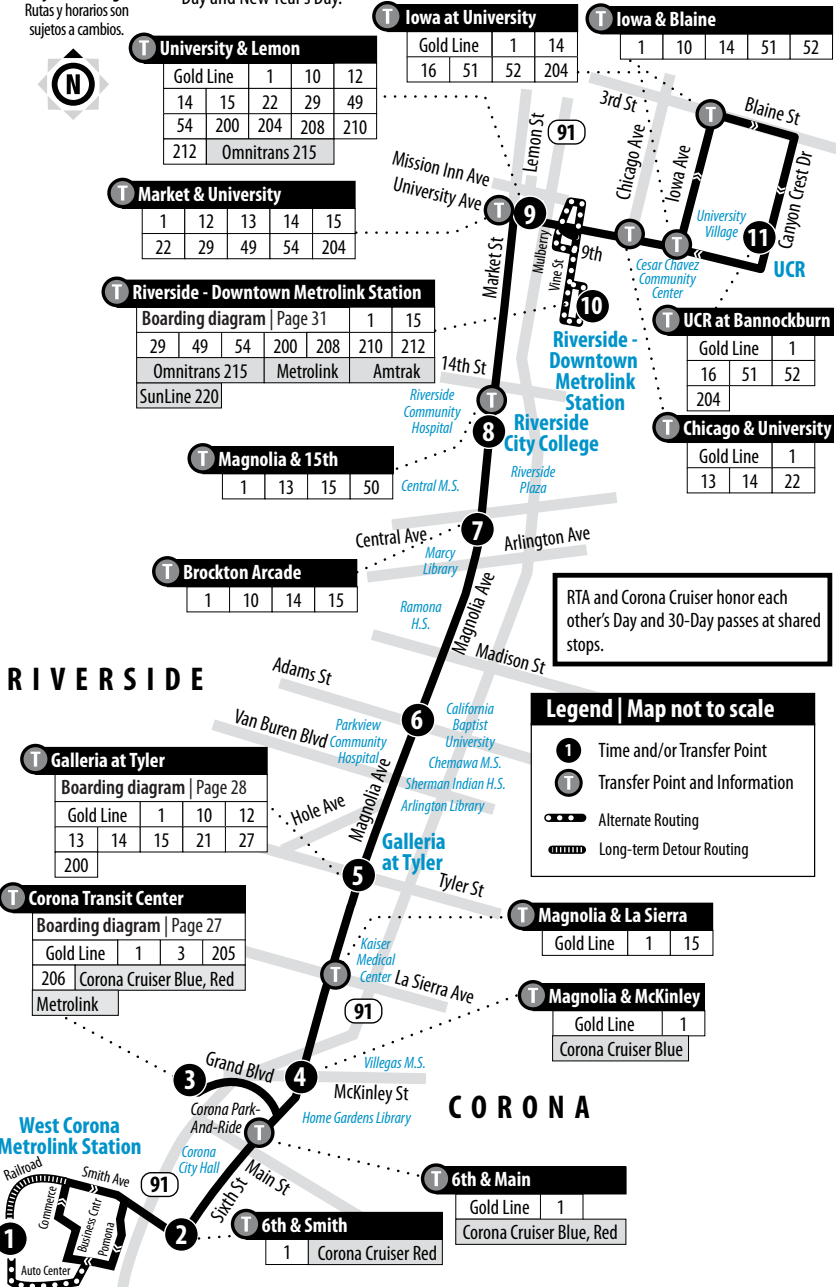 Rutas y horarios son
sujetos a cambios.
Day and New Year's Day.
N
T Iowa at University
Gold Line 1 14
16 51 52 204
T Iowa & Blaine
1 10 14 51 52
T University & Lemon
Gold Line 1 10 12
14 15 22 29 49
54 200 204 208 210
212 Omnitrans 215
T Market & University
1 12 13 14 15
22 29 49 54 204
T Riverside - Downtown Metrolink Station
Boarding diagram | Page 31 1 15
29 49 54 200 208 210 212
Omnitrans 215 Metrolink Amtrak
SunLine 220
3rd St
Blaine St
Lemon St
91
Chicago Ave
Iowa Ave
Canyon Crest Dr
Mission Inn Ave
University Ave
T
9
University
Village
11
UCR
Market St
Mulberry
Vine St
9th
Cesar Chavez
Community
Center
10
Riverside -
Downtown
Metrolink
Station
T UCR at Bannockburn
Gold Line 1
16 51 52
204
T Chicago & University
Gold Line 1
13 14 22
14th St
Riverside
Community
Hospital
T
8
Riverside
City College
T Magnolia & 15th
1 13 15 50
Central M.S.
Riverside
Plaza
7
Central Ave
Arlington Ave
Marcy
Library
T Brockton Arcade
1 10 14 15
Ramona
H.S.
Magnolia Ave
Madison St
RTA and Corona Cruiser honor each
other's Day and 30-Day passes at shared
stops.
RIVERSIDE
Adams St
Van Buren Blvd
Parkview
Community
Hospital
6
California
Baptist
University
Chemawa M.S.
Sherman Indian H.S.
Arlington Library
Legend | Map not to scale
1 Time and/or Transfer Point
T Transfer Point and Information
Alternate Routing
Long-term Detour Routing
T Galleria at Tyler
Boarding diagram | Page 28
Gold Line 1 10 12
13 14 15 21 27
200
Hole Ave
Magnolia Ave
Galleria
at Tyler
5
Tyler St
T Corona Transit Center
Boarding diagram | Page 27
Gold Line 1 3 205
206 Corona Cruiser Blue, Red
Metrolink
T Magnolia & La Sierra
Gold Line 1 15
Kaiser
Medical
Center
T
La Sierra Ave
91
T Magnolia & McKinley
Gold Line 1
Corona Cruiser Blue
3
Grand Blvd
4
Villegas M.S.
McKinley St
Corona Park-
And-Ride
T
Home Gardens Library
CORONA
West Corona
Metrolink Station
Corona
City Hall
Railroad
Smith Ave
91
Main St
Sixth St
Commerce
Business Cntr
Pomona
1
Auto Center
2
T 6th & Smith
1 Corona Cruiser Red
T 6th & Main
Gold Line 1
Corona Cruiser Blue, Red